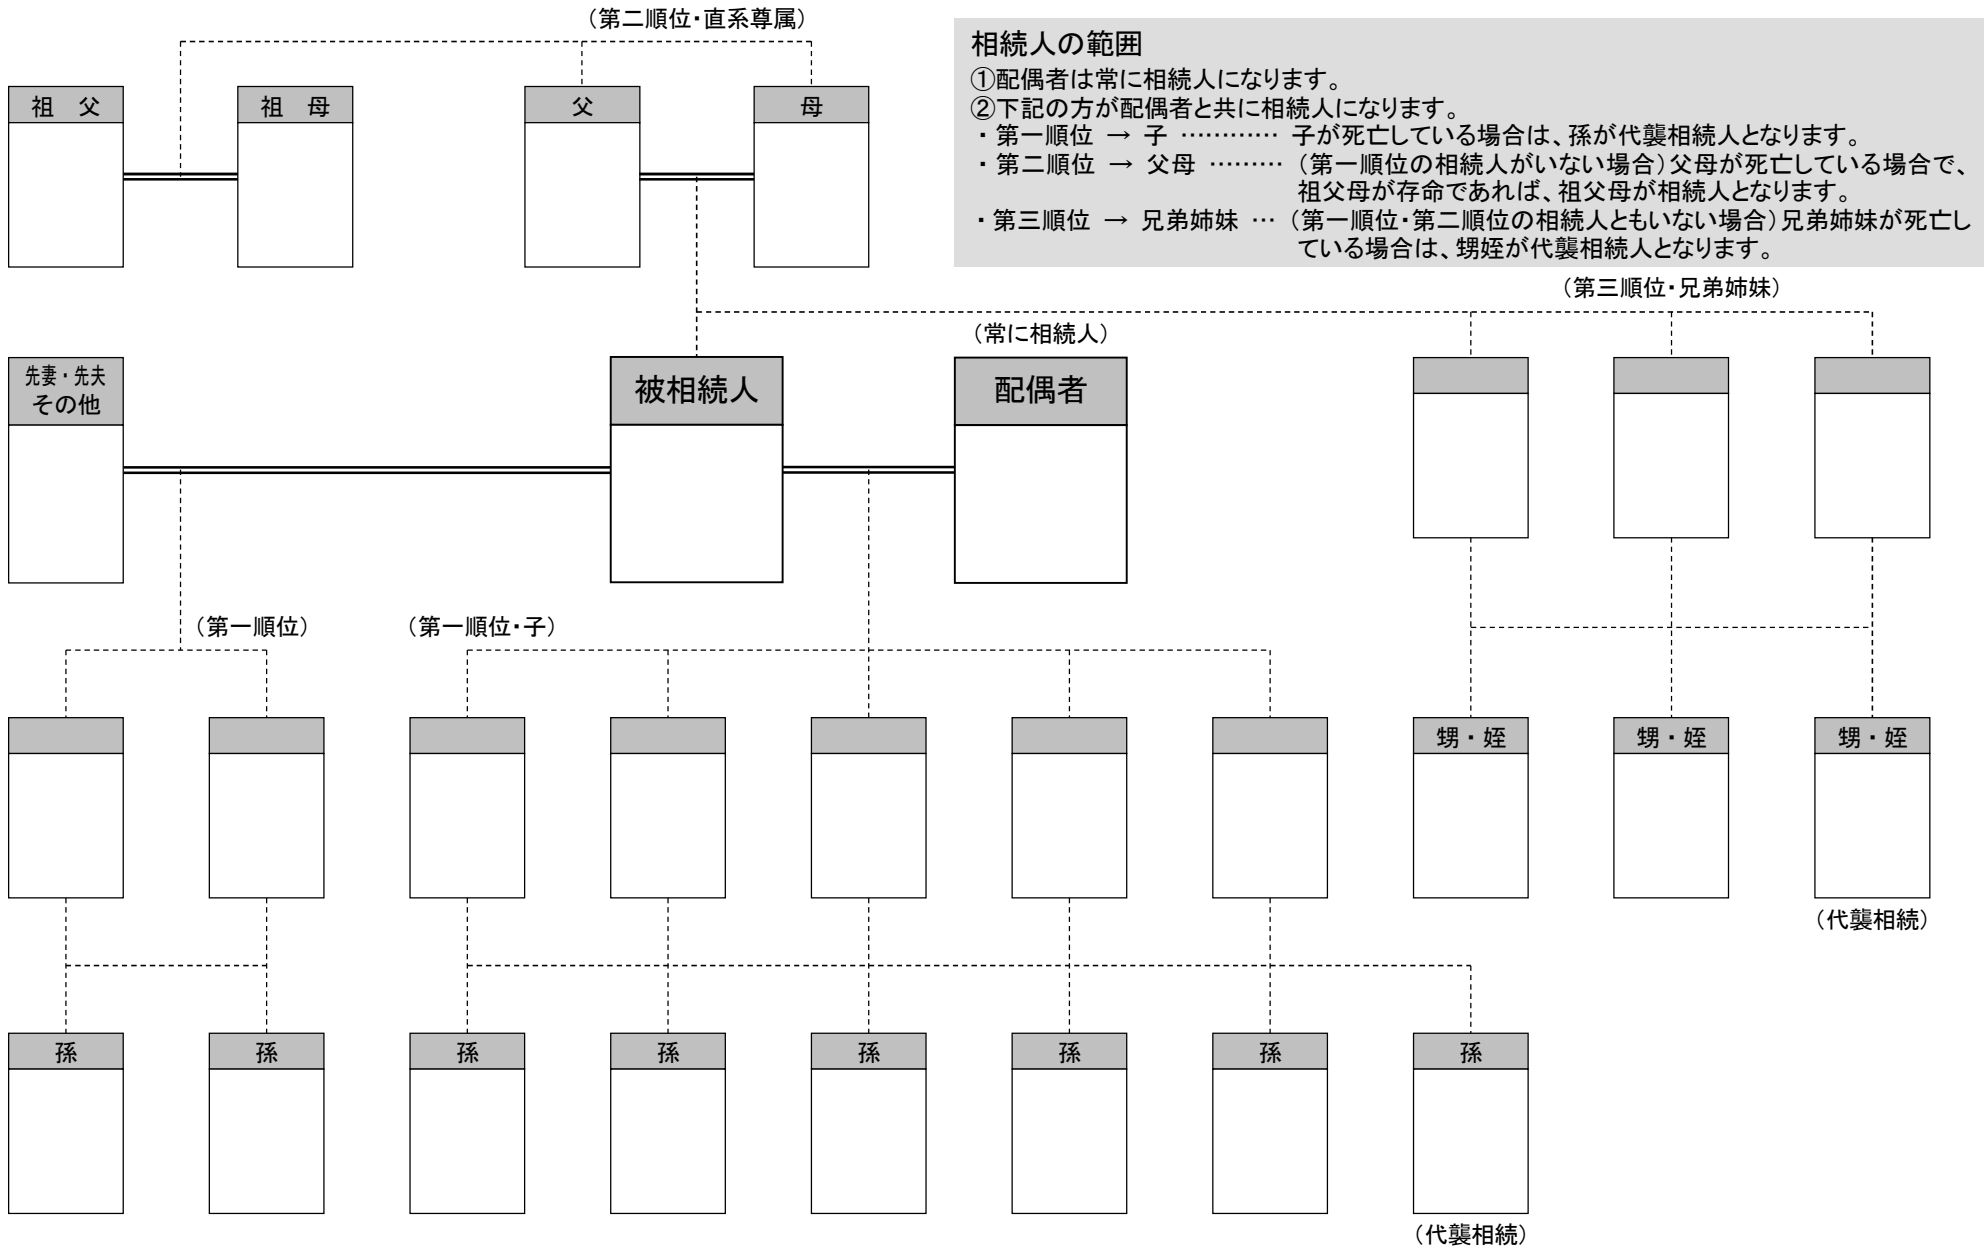 （第二順位・直系尊属）
相続人の範囲
①配偶者は常に相続人になります。
②下記の方が配偶者と共に相続人になります。
・第一順位 → 子 ………… 子が死亡している場合は、孫が代襲相続人となります。
・第二順位 → 父母 ……… （第一順位の相続人がいない場合）父母が死亡している場合で、
祖父母が存命であれば、祖父母が相続人となります。
・第三順位 → 兄弟姉妹 … （第一順位・第二順位の相続人ともいない場合）兄弟姉妹が死亡し
ている場合は、甥姪が代襲相続人となります。
祖　父
祖　母
父
母
（第三順位・兄弟姉妹）
（常に相続人）
先妻・先夫
その他
被相続人
配偶者
（第一順位）
（第一順位・子）
甥・姪
甥・姪
甥・姪
（代襲相続）
孫
孫
孫
孫
孫
孫
孫
孫
（代襲相続）